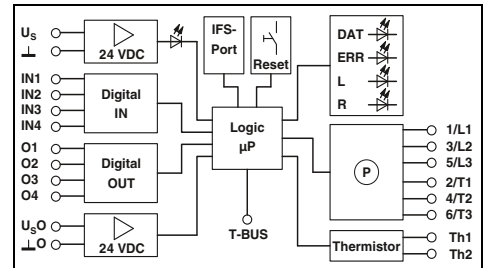 US
⊥
24 VDC
IFS-
Port
Reset
DAT
ERR
L
R
IN1
IN2
IN3
IN4
Digital
IN
Logic
µP
O1
O2
O3
O4
Digital
OUT
P
1/L1
3/L2
5/L3
2/T1
4/T2
6/T3
USO
⊥O
24 VDC
T-BUS
Thermistor
Th1
Th2